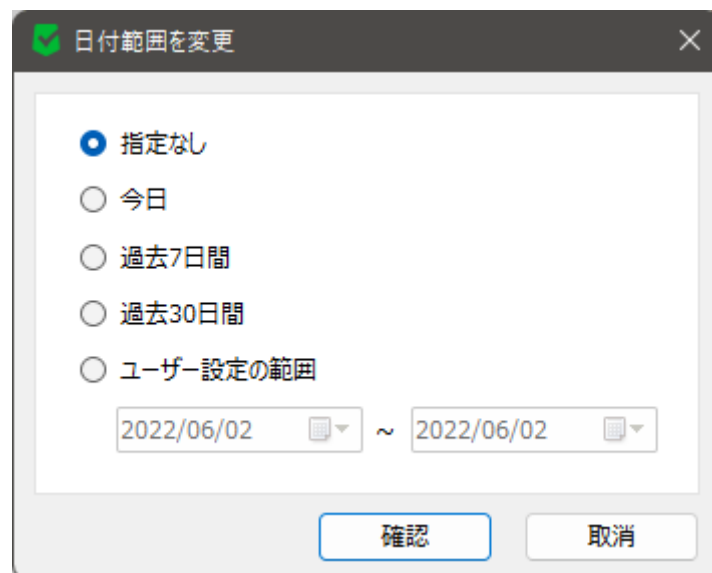 日付範囲を変更
指定なし
今日
過去7日間
過去30日間
ユーザー設定の範囲
2022/06/02 ~ 2022/06/02
確認 取消